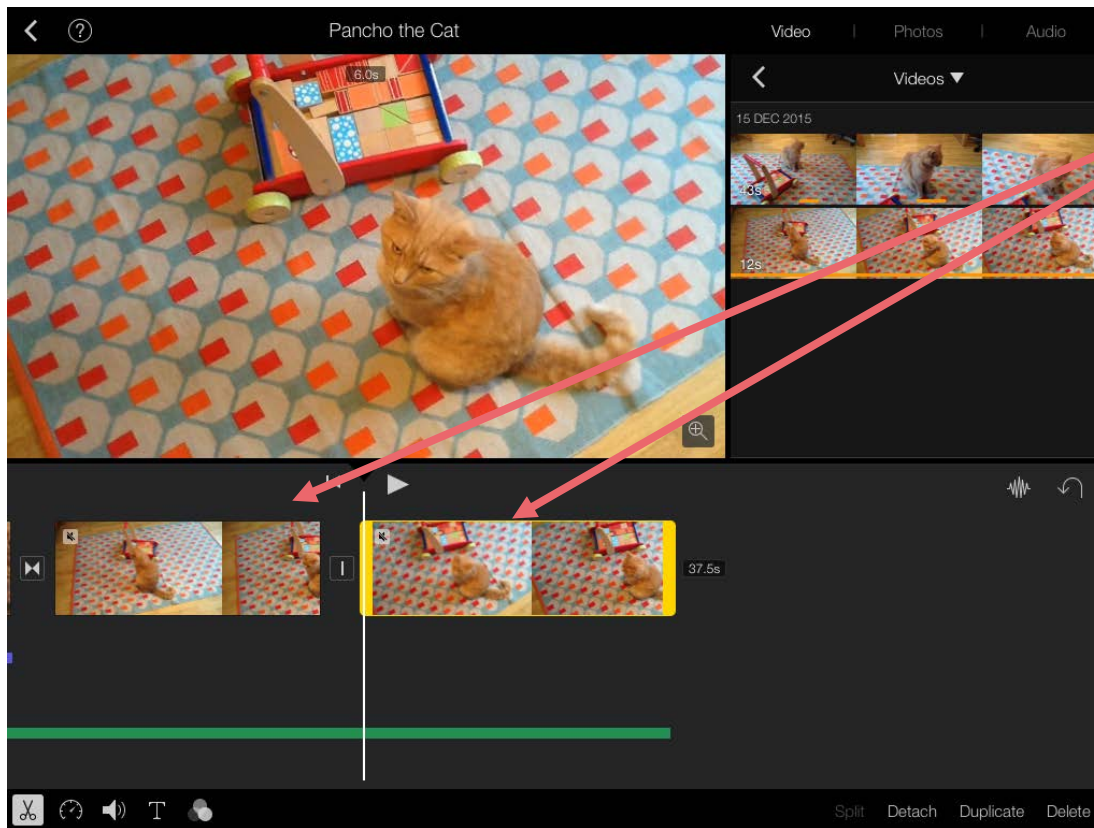 Pancho the Cat
Video Photos Audio
6.0s
Videos
15 DEC 2015
43s
12s
37.5s
Split Detach Duplicate Delete